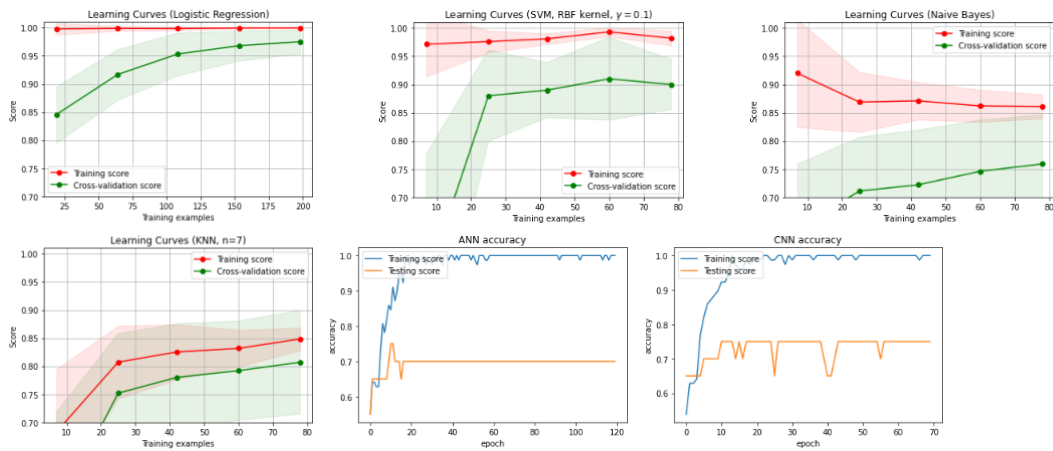 Learning Curves (Logistic Regression)
1.00
0.95
0.90
0.85
0.80
0.75
0.70
Score
Training score
Cross-validation score
25 50 75 100 125 150 175 200
Training examples
Learning Curves (SVM, RBF kernel, γ = 0.1)
1.00
0.95
0.90
0.85
0.80
0.75
0.70
Score
Training score
Cross-validation score
10 20 30 40 50 60 70 80
Training examples
Learning Curves (Naive Bayes)
1.00
0.95
0.90
0.85
0.80
0.75
0.70
Score
Training score
Cross-validation score
10 20 30 40 50 60 70 80
Training examples
Learning Curves (KNN, n=7)
1.00
0.95
0.90
0.85
0.80
0.75
0.70
Score
Training score
Cross-validation score
10 20 30 40 50 60 70 80
Training examples
ANN accuracy
1.0
0.9
0.8
0.7
0.6
accuracy
Training score
Testing score
0 20 40 60 80 100 120
epoch
CNN accuracy
1.0
0.9
0.8
0.7
0.6
accuracy
Training score
Testing score
0 10 20 30 40 50 60 70
epoch